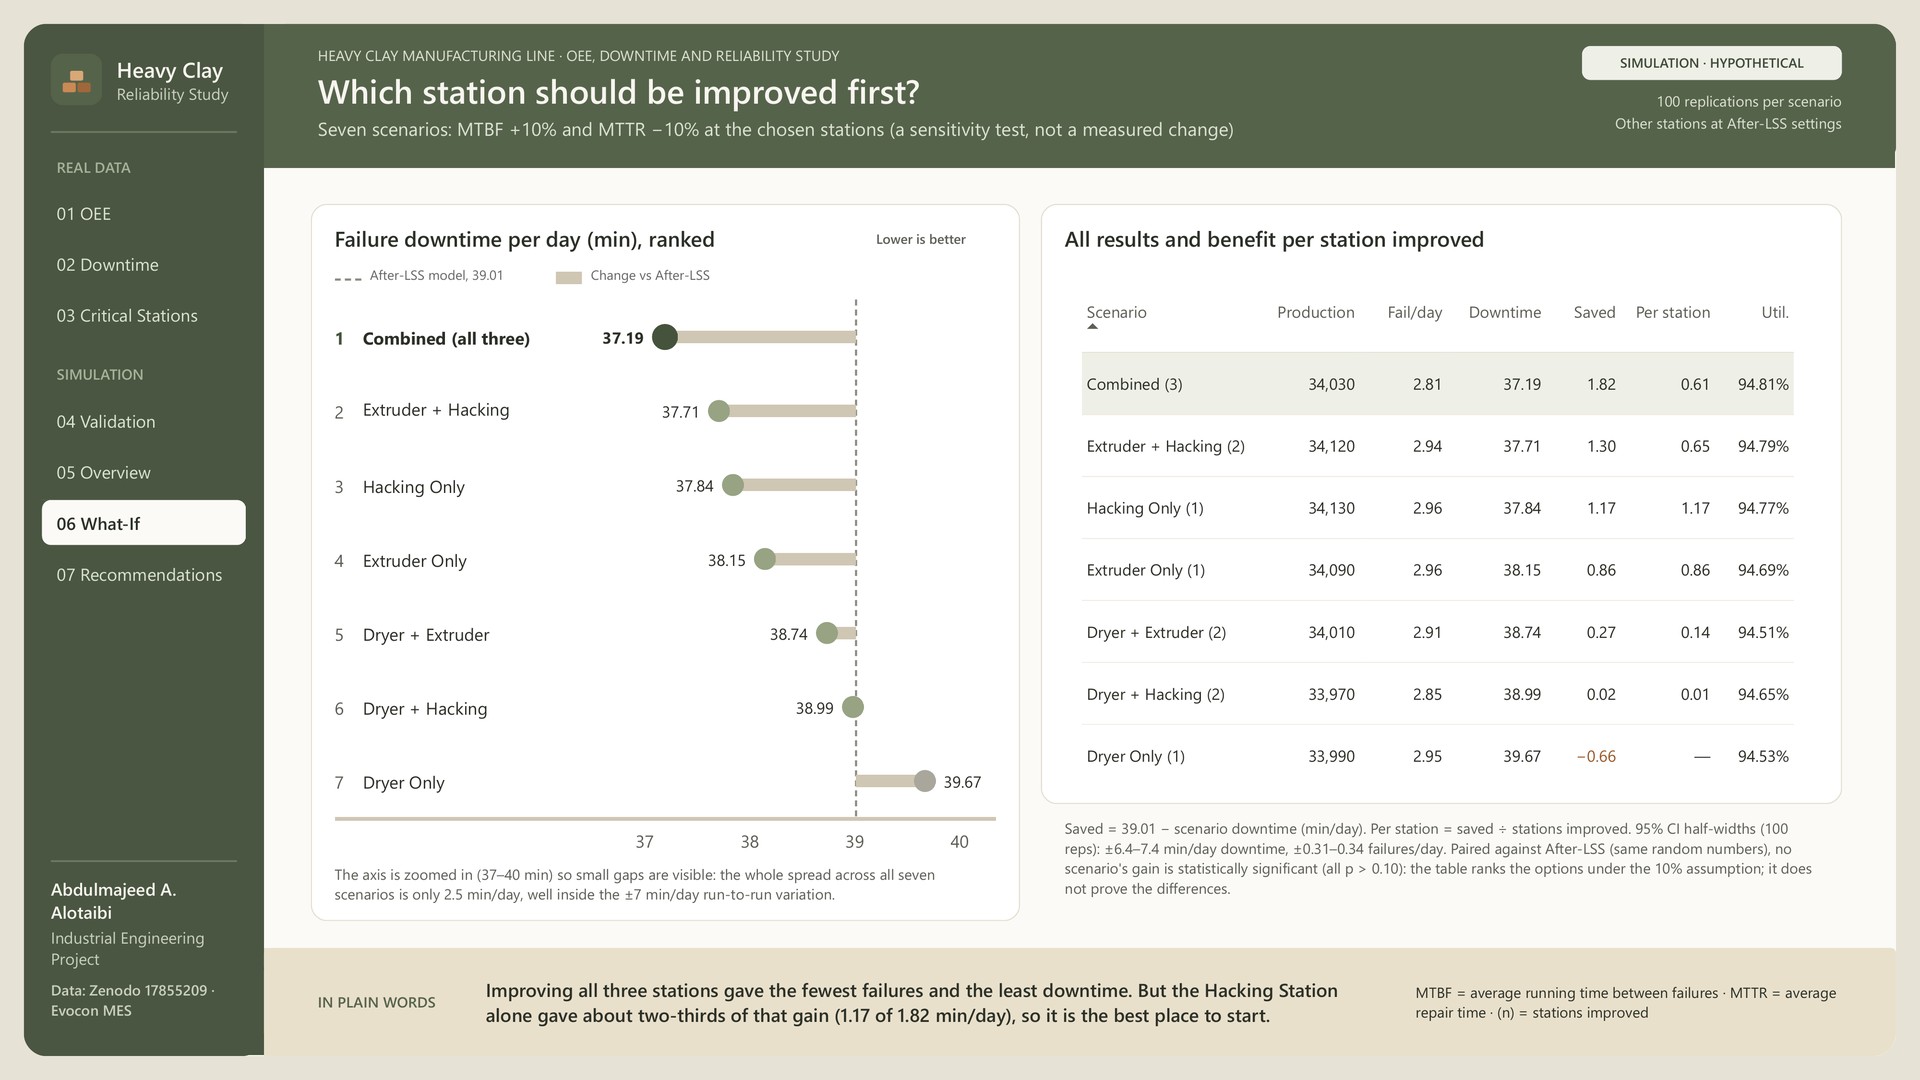 Heavy Clay
Reliability Study
REAL DATA
01 OEE
02 Downtime
03 Critical Stations
SIMULATION
04 Validation
05 Overview
06 What-If
07 Recommendations
Abdulmajeed A.
Alotaibi
Industrial Engineering
Project
Data: Zenodo 17855209 ·
Evocon MES
HEAVY CLAY MANUFACTURING LINE · OEE, DOWNTIME AND RELIABILITY STUDY
Which station should be improved first?
Seven scenarios: MTBF +10% and MTTR −10% at the chosen stations (a sensitivity test, not a measured change)
SIMULATION · HYPOTHETICAL
100 replications per scenario
Other stations at After-LSS settings
Failure downtime per day (min), ranked
Lower is better
After-LSS model, 39.01
Change vs After-LSS
1 Combined (all three) 37.19
2 Extruder + Hacking 37.71
3 Hacking Only 37.84
4 Extruder Only 38.15
5 Dryer + Extruder 38.74
6 Dryer + Hacking 38.99
7 Dryer Only 39.67
37 38 39 40
The axis is zoomed in (37–40 min) so small gaps are visible: the whole spread across all seven
scenarios is only 2.5 min/day, well inside the ±7 min/day run-to-run variation.
All results and benefit per station improved
Scenario Production Fail/day Downtime Saved Per station Util.
Combined (3) 34,030 2.81 37.19 1.82 0.61 94.81%
Extruder + Hacking (2) 34,120 2.94 37.71 1.30 0.65 94.79%
Hacking Only (1) 34,130 2.96 37.84 1.17 1.17 94.77%
Extruder Only (1) 34,090 2.96 38.15 0.86 0.86 94.69%
Dryer + Extruder (2) 34,010 2.91 38.74 0.27 0.14 94.51%
Dryer + Hacking (2) 33,970 2.85 38.99 0.02 0.01 94.65%
Dryer Only (1) 33,990 2.95 39.67 −0.66 — 94.53%
Saved = 39.01 − scenario downtime (min/day). Per station = saved ÷ stations improved. 95% CI half-widths (100
reps): ±6.4–7.4 min/day downtime, ±0.31–0.34 failures/day. Paired against After-LSS (same random numbers), no
scenario's gain is statistically significant (all p > 0.10): the table ranks the options under the 10% assumption; it does
not prove the differences.
IN PLAIN WORDS
Improving all three stations gave the fewest failures and the least downtime. But the Hacking Station
alone gave about two-thirds of that gain (1.17 of 1.82 min/day), so it is the best place to start.
MTBF = average running time between failures · MTTR = average
repair time · (n) = stations improved